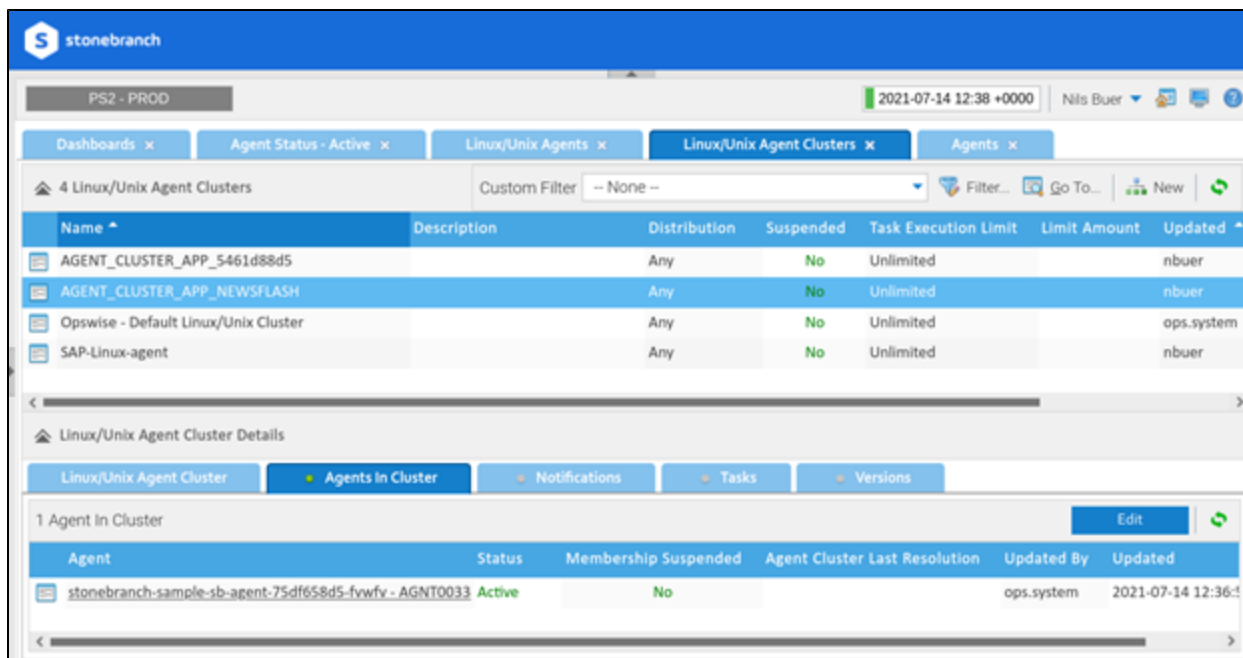 stonebranch
PS2 - PROD 2021-07-14 12:38 +0000 Nils Buer
Dashboards x Agent Status - Active x Linux/Unix Agents x Linux/Unix Agent Clusters x Agents x
4 Linux/Unix Agent Clusters Custom Filter -- None -- Filter... Go To... New
Name Description Distribution Suspended Task Execution Limit Limit Amount Updated
AGENT_CLUSTER_APP_5461d88d5 Any No Unlimited nbuer
AGENT_CLUSTER_APP_NEWSFLASH Any No Unlimited nbuer
Opswise - Default Linux/Unix Cluster Any No Unlimited ops.system
SAP-Linux-agent Any No Unlimited nbuer
Linux/Unix Agent Cluster Details
Linux/Unix Agent Cluster Agents In Cluster Notifications Tasks Versions
1 Agent In Cluster Edit
Agent Status Membership Suspended Agent Cluster Last Resolution Updated By Updated
stonebranch-sample-sb-agent-75df658d5-fvwfv - AGNT0033 Active No ops.system 2021-07-14 12:36: